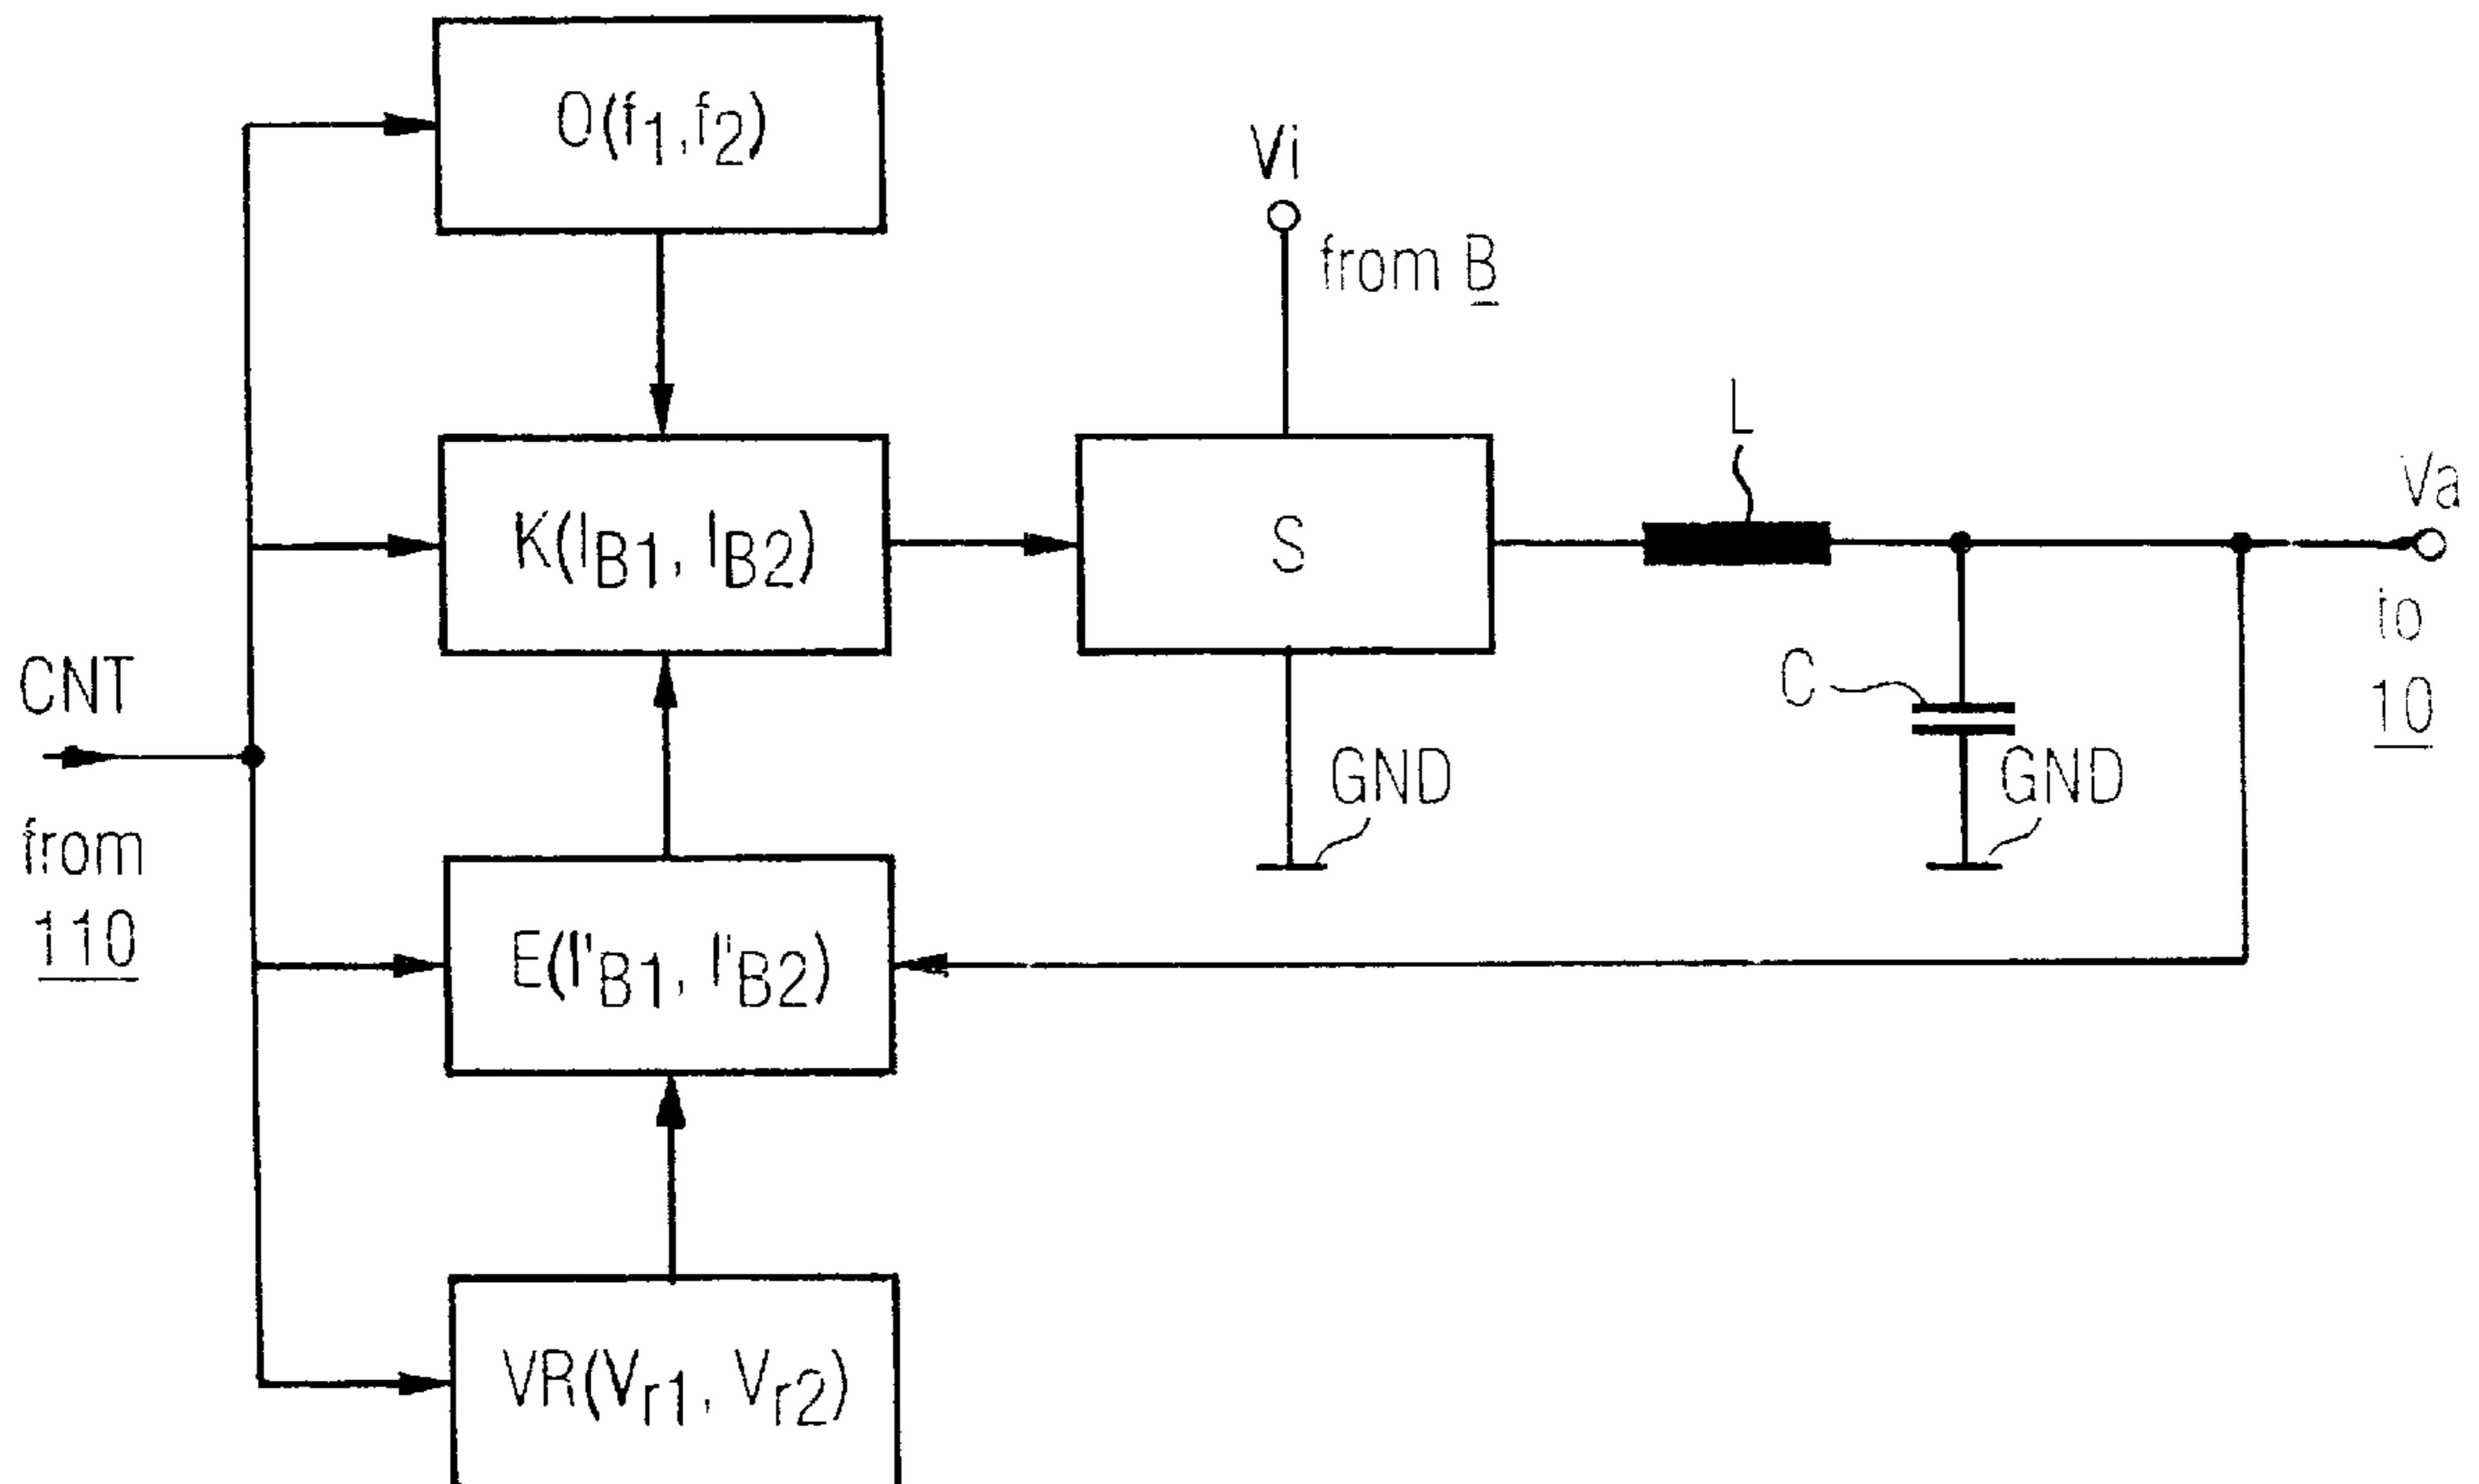 O(f1,f2)
Vi
from B
L
Va
K(IB1, IB2)
S
to
10
CNT
C
GND
GND
from
110
E(I'B1, I'B2)
VR(Vr1, Vr2)